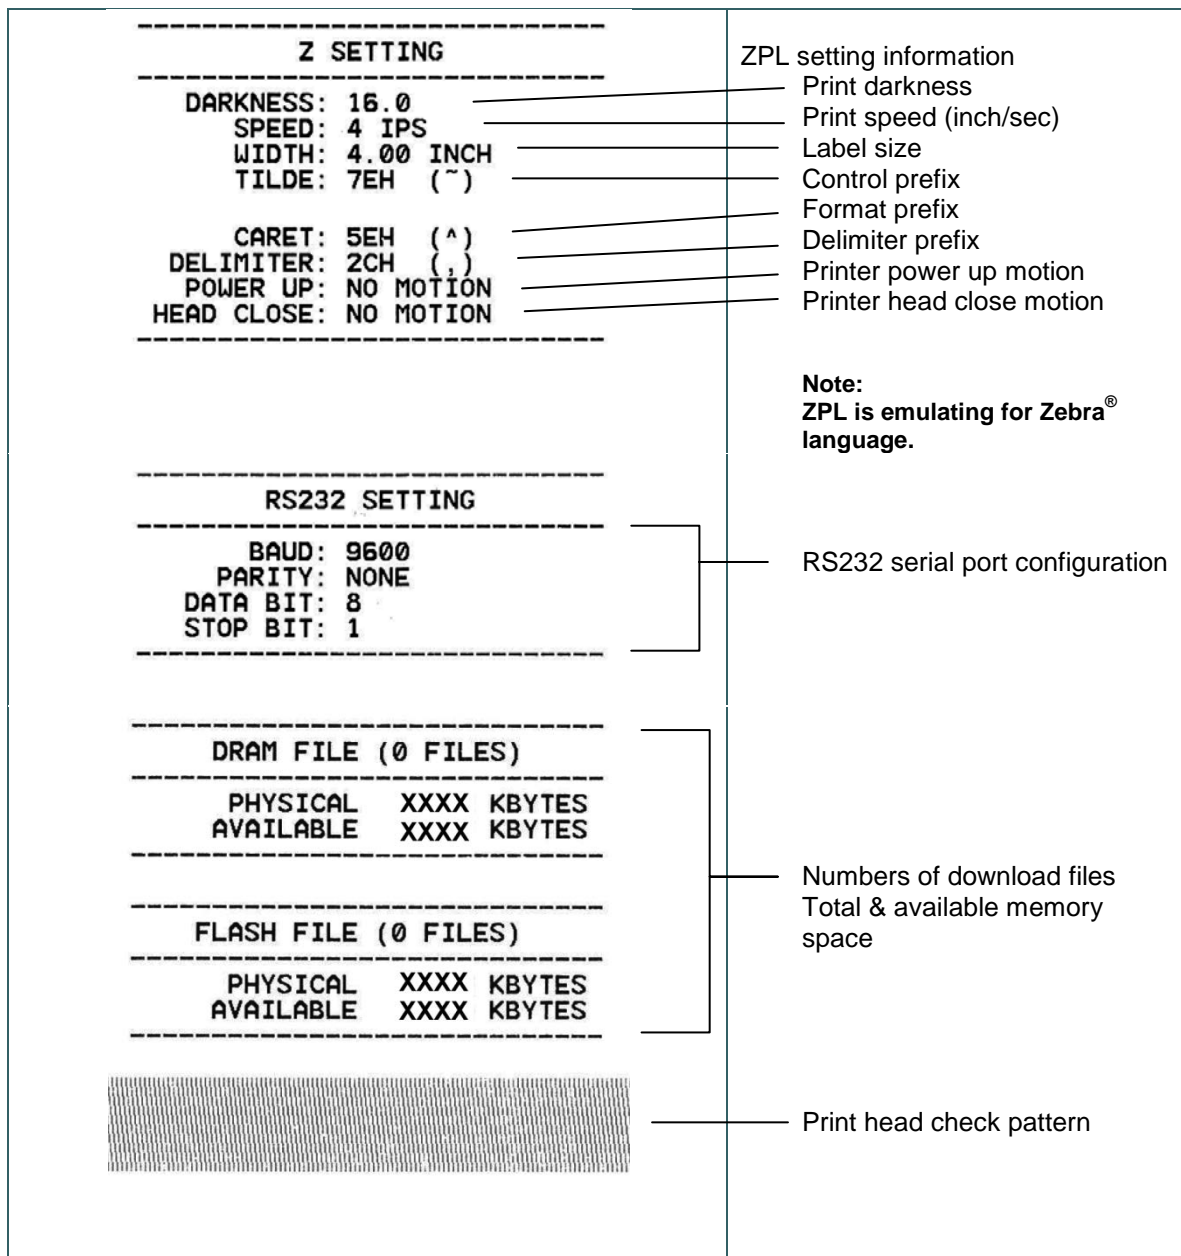 Z SETTING
ZPL setting information
DARKNESS: 16.0
Print darkness
SPEED: 4 IPS
Print speed (inch/sec)
WIDTH: 4.00 INCH
Label size
TILDE: 7EH (~)
Control prefix
CARET: 5EH (^)
Format prefix
DELIMITER: 2CH (,)
Delimiter prefix
POWER UP: NO MOTION
Printer power up motion
HEAD CLOSE: NO MOTION
Printer head close motion
Note:
ZPL is emulating for Zebra®
language.
RS232 SETTING
BAUD: 9600
PARITY: NONE
DATA BIT: 8
STOP BIT: 1
RS232 serial port configuration
DRAM FILE (0 FILES)
PHYSICAL XXXX KBYTES
AVAILABLE XXXX KBYTES
FLASH FILE (0 FILES)
PHYSICAL XXXX KBYTES
AVAILABLE XXXX KBYTES
Numbers of download files
Total & available memory
space
Print head check pattern